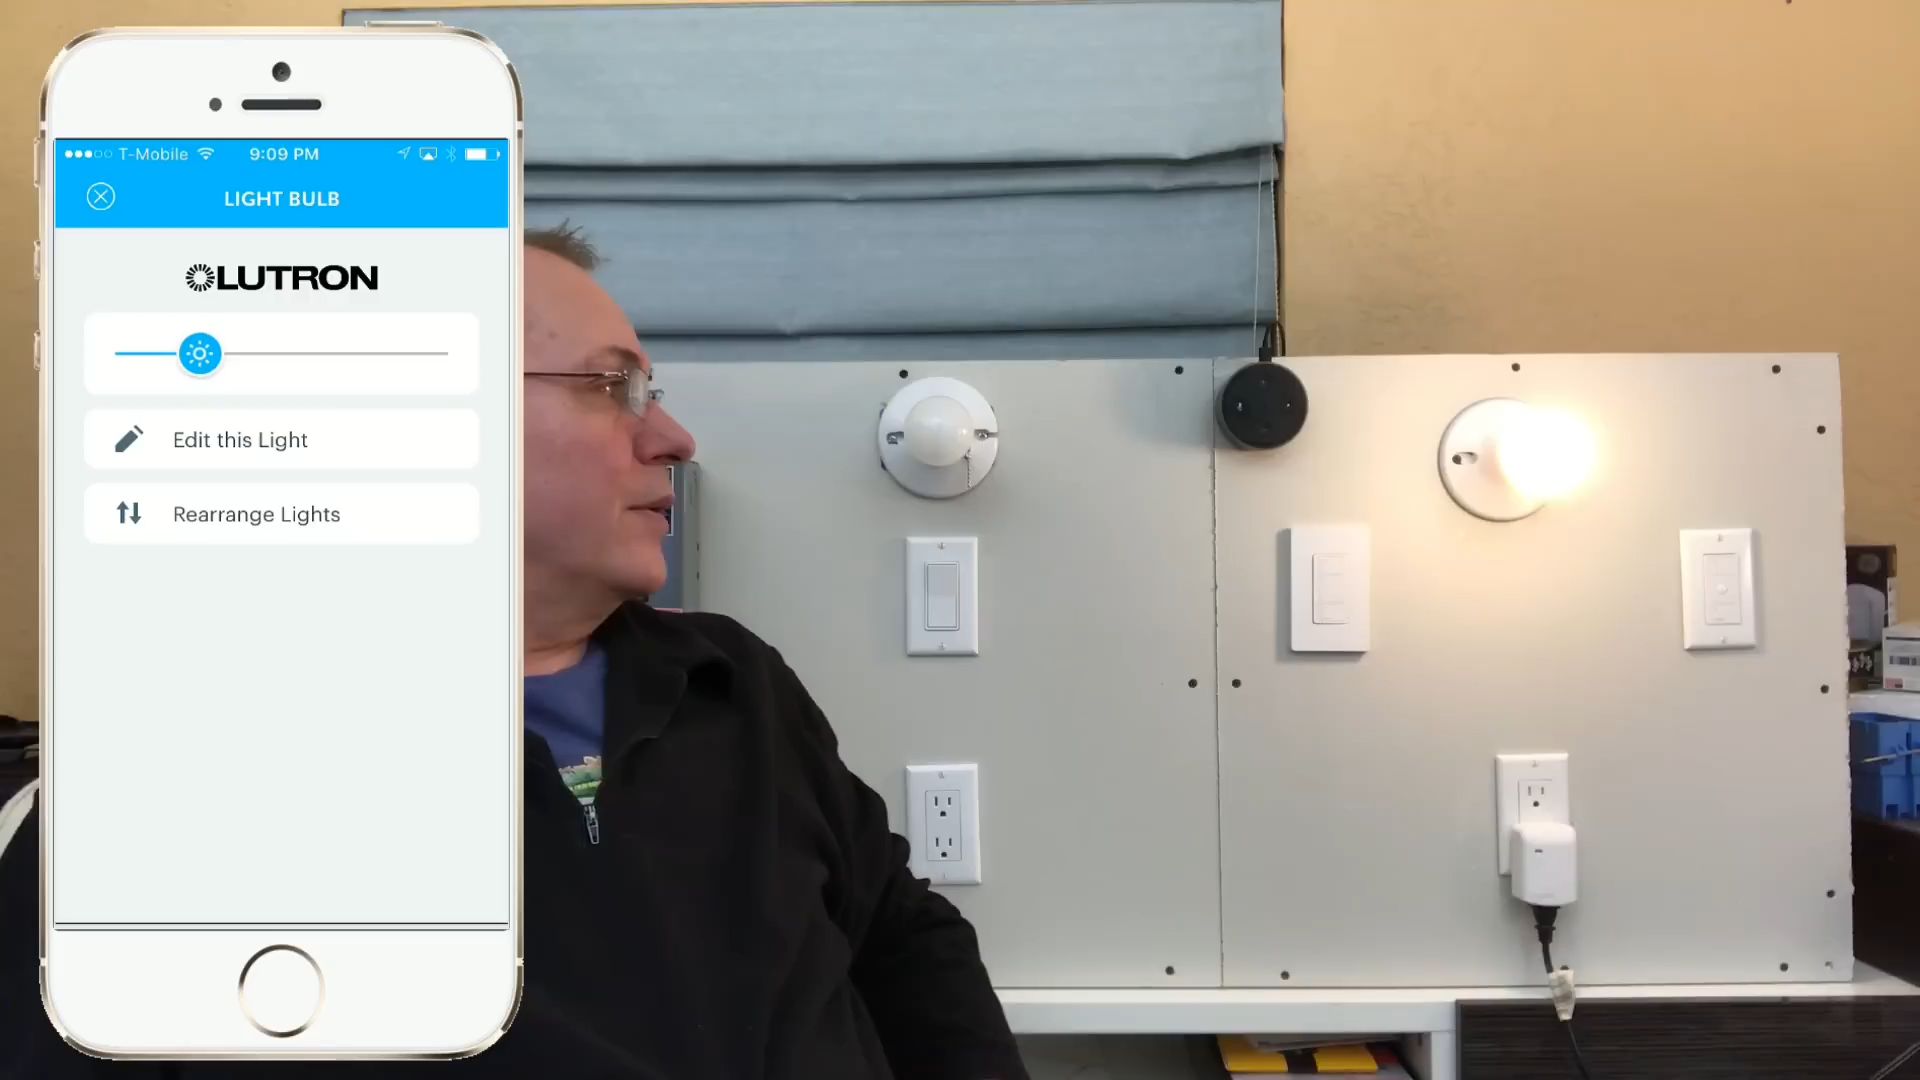 T-Mobile 9:09 PM
LIGHT BULB
LUTRON
Edit this Light
Rearrange Lights